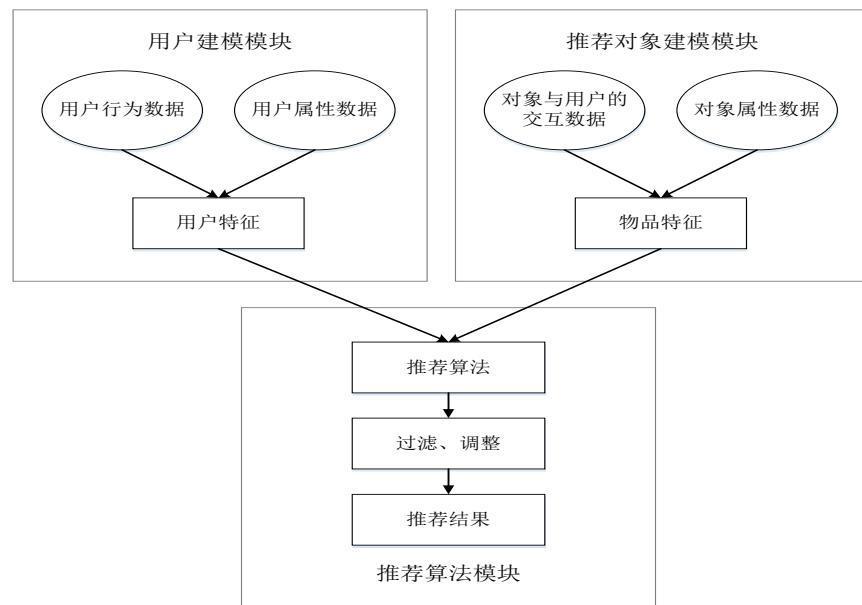 用户建模模块
用户行为数据
用户属性数据
用户特征
推荐对象建模模块
对象与用户的
交互数据
对象属性数据
物品特征
推荐算法
过滤、调整
推荐结果
推荐算法模块